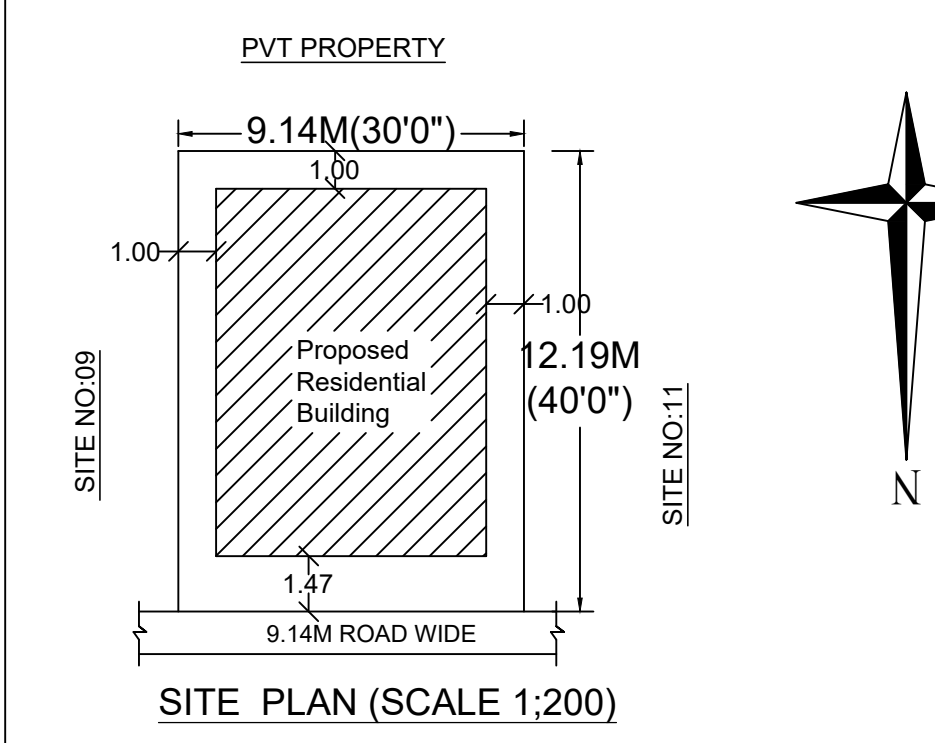 PVT PROPERTY
9.14M(30'0")
1.00
1.00
1.00
Proposed
Residential
Building
12.19M
(40'0")
SITE NO:09
SITE NO:11
N
1.47
9.14M ROAD WIDE
SITE PLAN (SCALE 1;200)